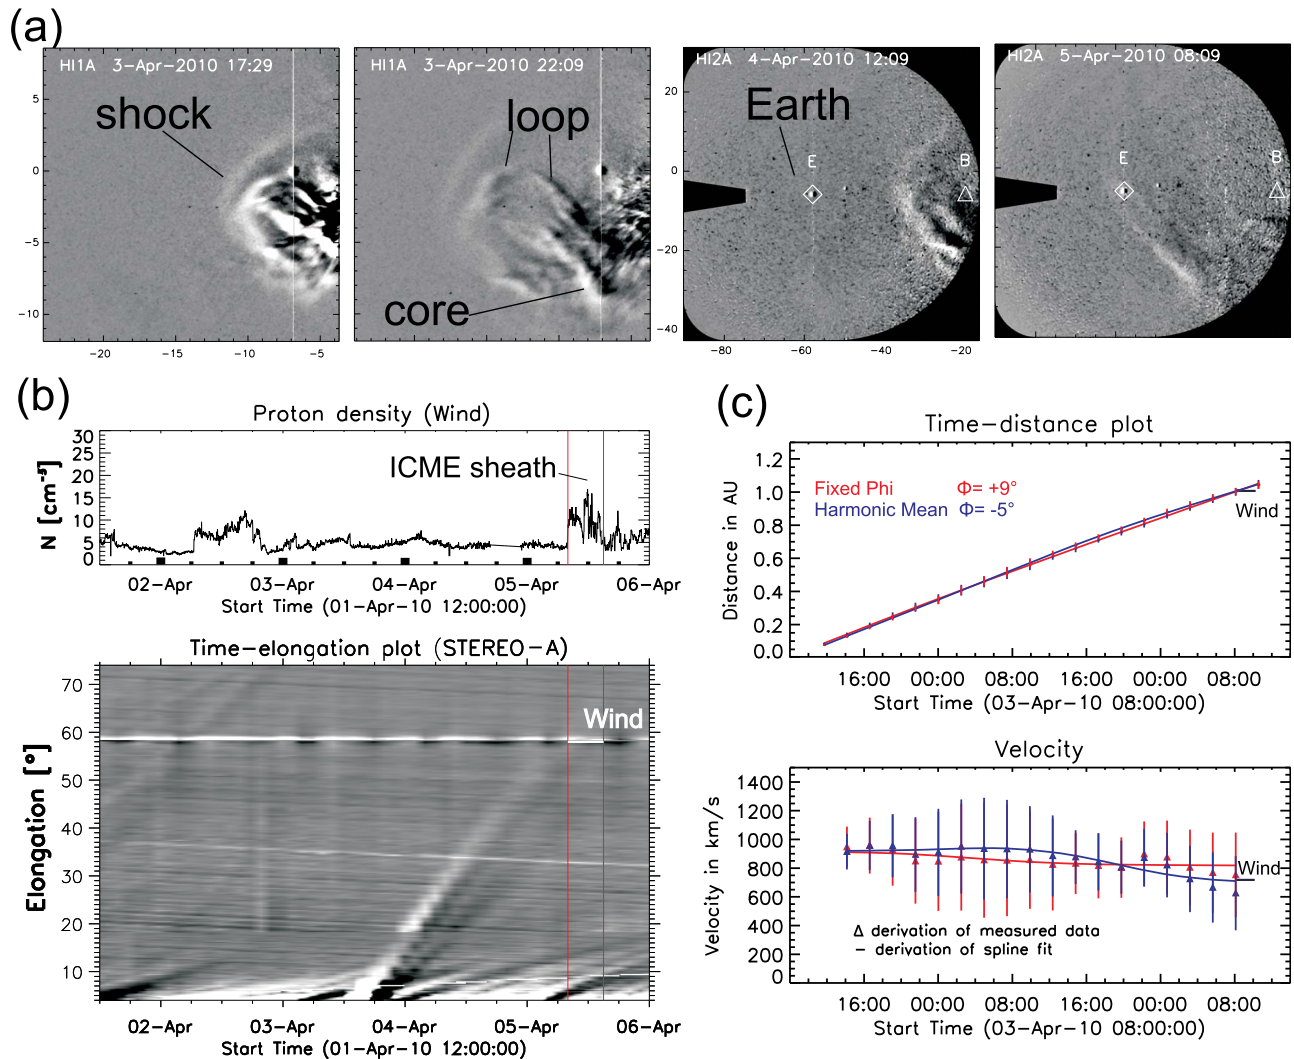 (a)
HI1A 3-Apr-2010 17:29
HI1A 3-Apr-2010 22:09
HI2A 4-Apr-2010 12:09
HI2A 5-Apr-2010 08:09
shock
loop
core
Earth
E
B
E
B
5
0
-5
-10
-20
-15
-10
-5
20
0
-20
-40
-80
-60
-40
-20
(b)
Proton density (Wind)
N [cm⁻³]
30
25
20
15
10
5
0
ICME sheath
02-Apr 03-Apr 04-Apr 05-Apr 06-Apr
Start Time (01-Apr-10 12:00:00)
Time-elongation plot (STEREO-A)
Elongation [°]
70
60
50
40
30
20
10
Wind
02-Apr 03-Apr 04-Apr 05-Apr 06-Apr
Start Time (01-Apr-10 12:00:00)
(c)
Time-distance plot
Distance in AU
1.2
1.0
0.8
0.6
0.4
0.2
0.0
Fixed Phi Φ= +9°
Harmonic Mean Φ= -5°
Wind
16:00 00:00 08:00 16:00 00:00 08:00
Start Time (03-Apr-10 08:00:00)
Velocity
Velocity in km/s
1400
1200
1000
800
600
400
200
0
Wind
Δ derivation of measured data
– derivation of spline fit
16:00 00:00 08:00 16:00 00:00 08:00
Start Time (03-Apr-10 08:00:00)